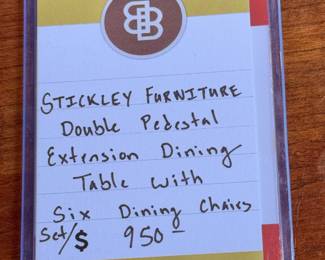 STICKLEY FURNITURE
Double Pedestal
Extension Dining
Table with
Six Dining Chairs
Set/$ 950-